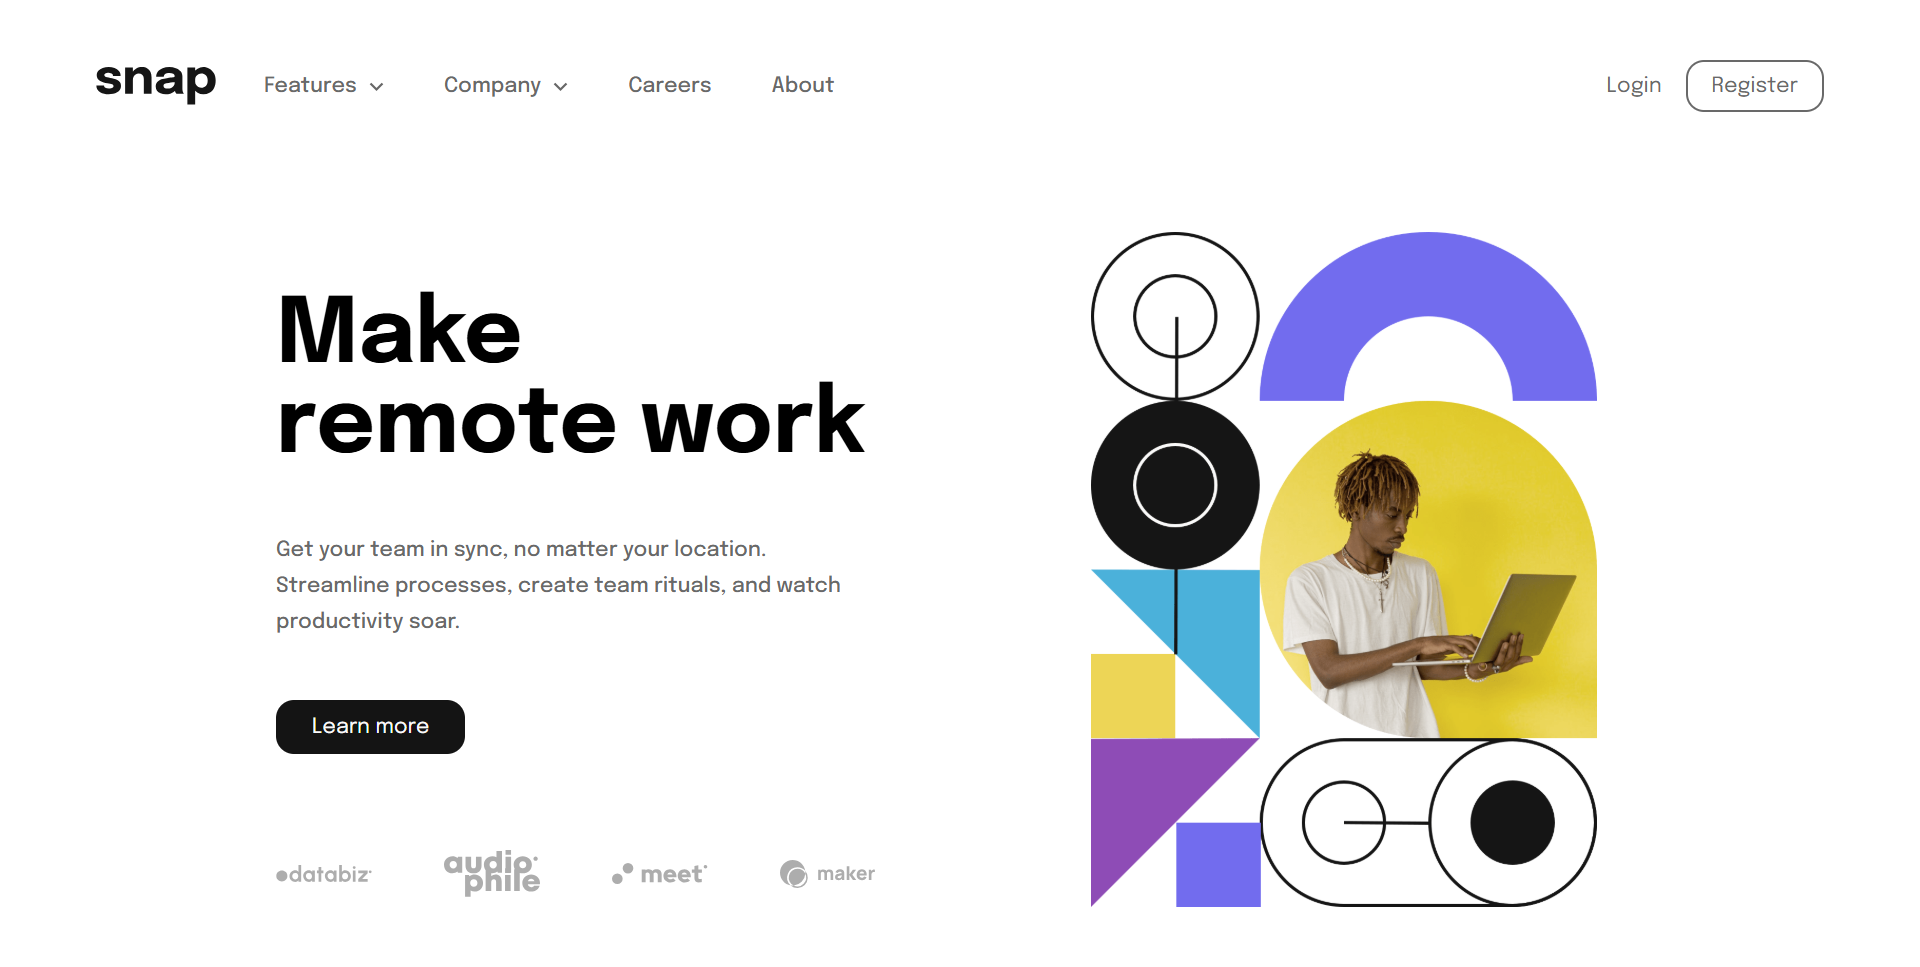 snap Features Company Careers About Login Register
Make
remote work
Get your team in sync, no matter your location.
Streamline processes, create team rituals, and watch
productivity soar.
Learn more
databiz audiophile meet maker